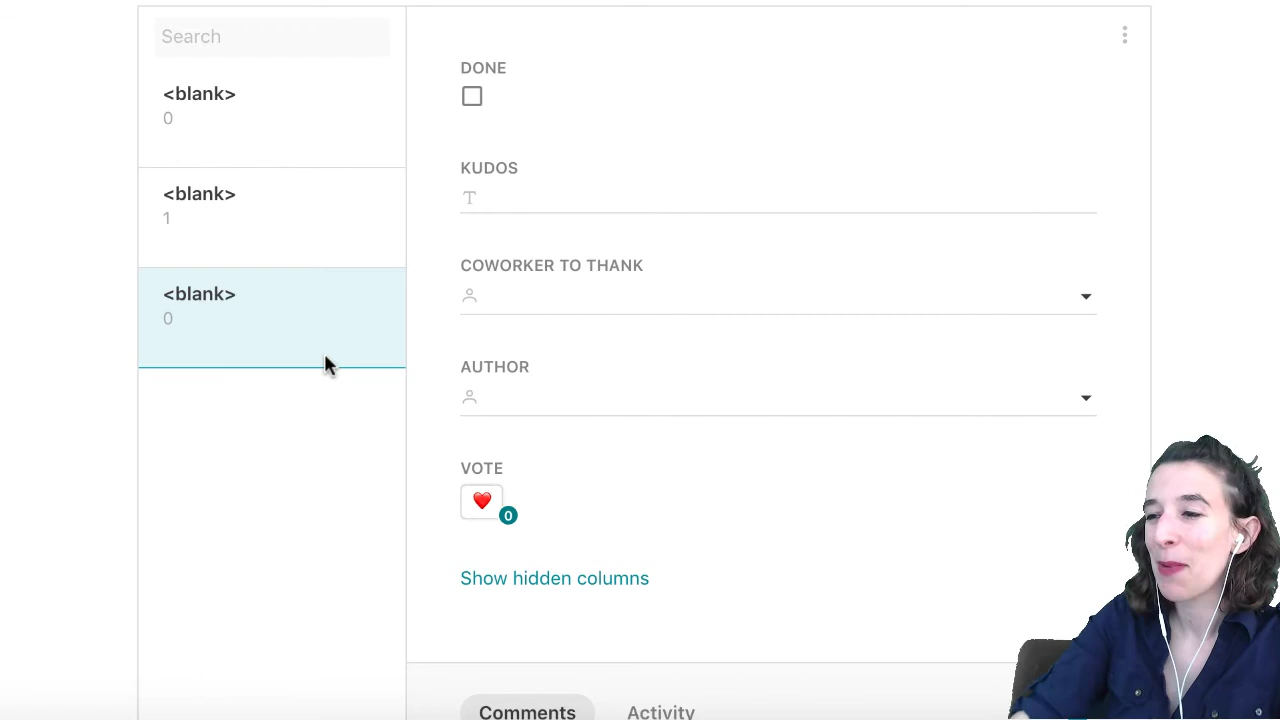 Search
<blank>
0
<blank>
1
<blank>
0
DONE
KUDOS
COWORKER TO THANK
AUTHOR
VOTE
0
Show hidden columns
Comments
Activity